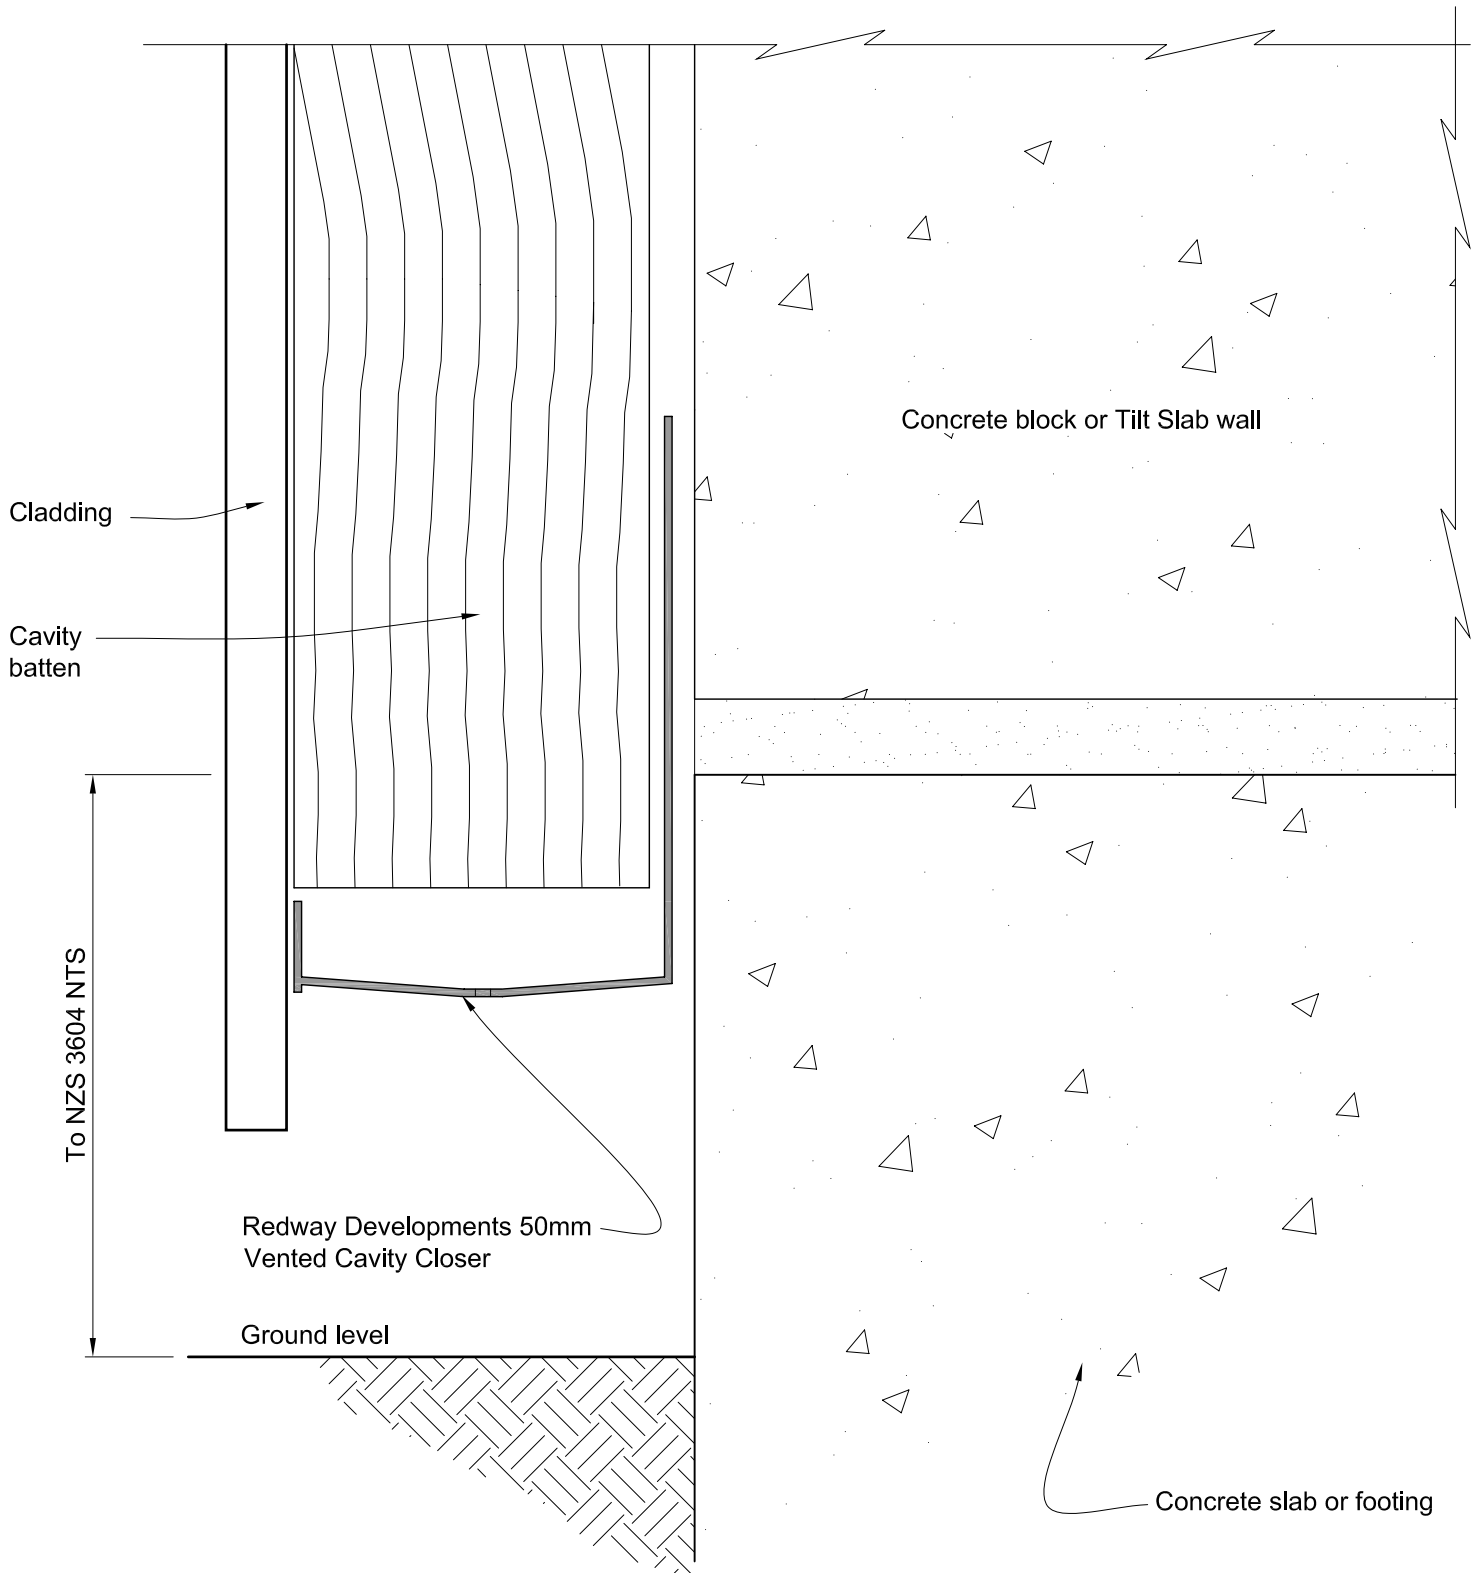 Concrete block or Tilt Slab wall
Cladding
Cavity
batten
To NZS 3604 NTS
Redway Developments 50mm
Vented Cavity Closer
Ground level
Concrete slab or footing